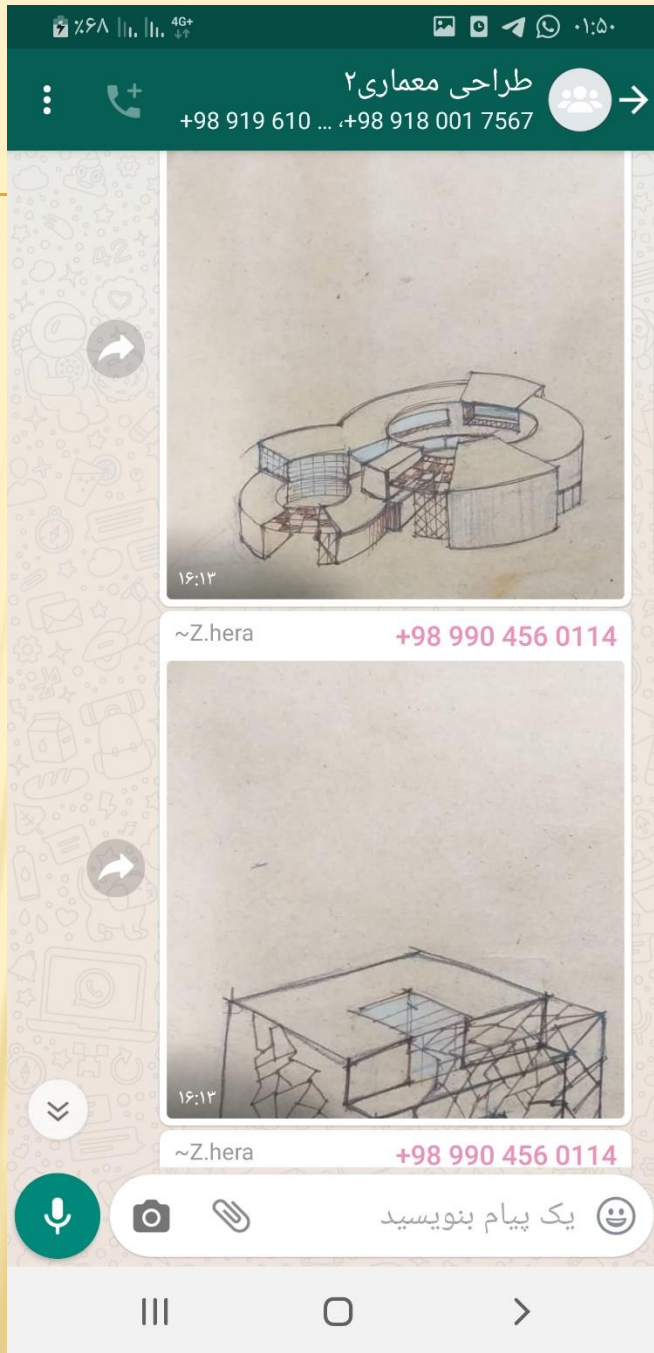 ٪۶۸ 4G+ ۰۱:۵۰
طراحی معماری۲
+98 919 610 ... ،+98 918 001 7567
۱۶:۱۳
~Z.hera +98 990 456 0114
۱۶:۱۳
~Z.hera +98 990 456 0114
یک پیام بنویسید